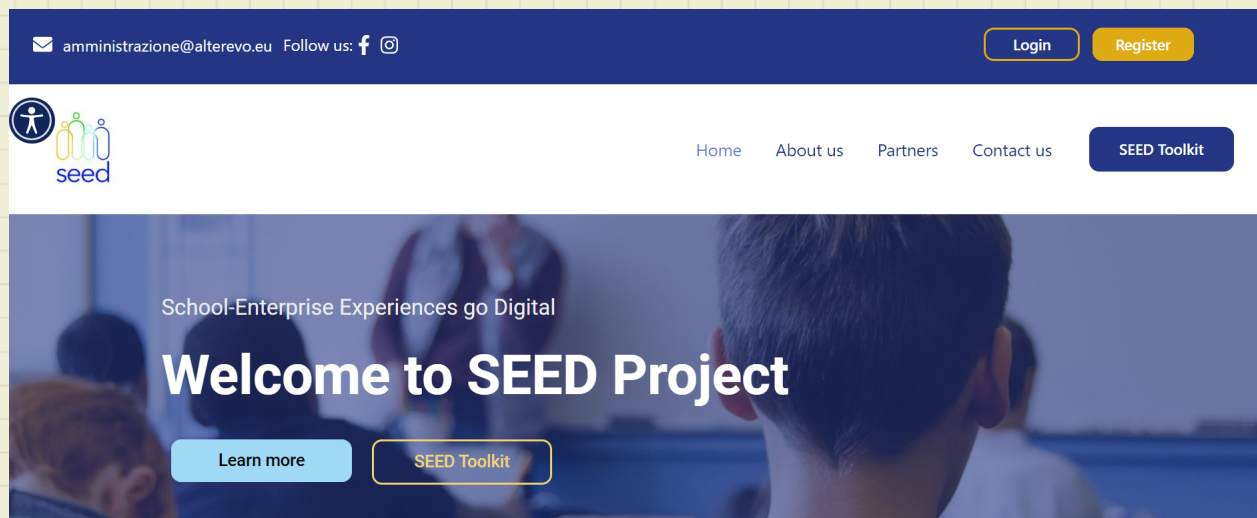 amministrazione@alterevo.eu Follow us:
Login
Register
seed
Home About us Partners Contact us
SEED Toolkit
School-Enterprise Experiences go Digital
Welcome to SEED Project
Learn more
SEED Toolkit